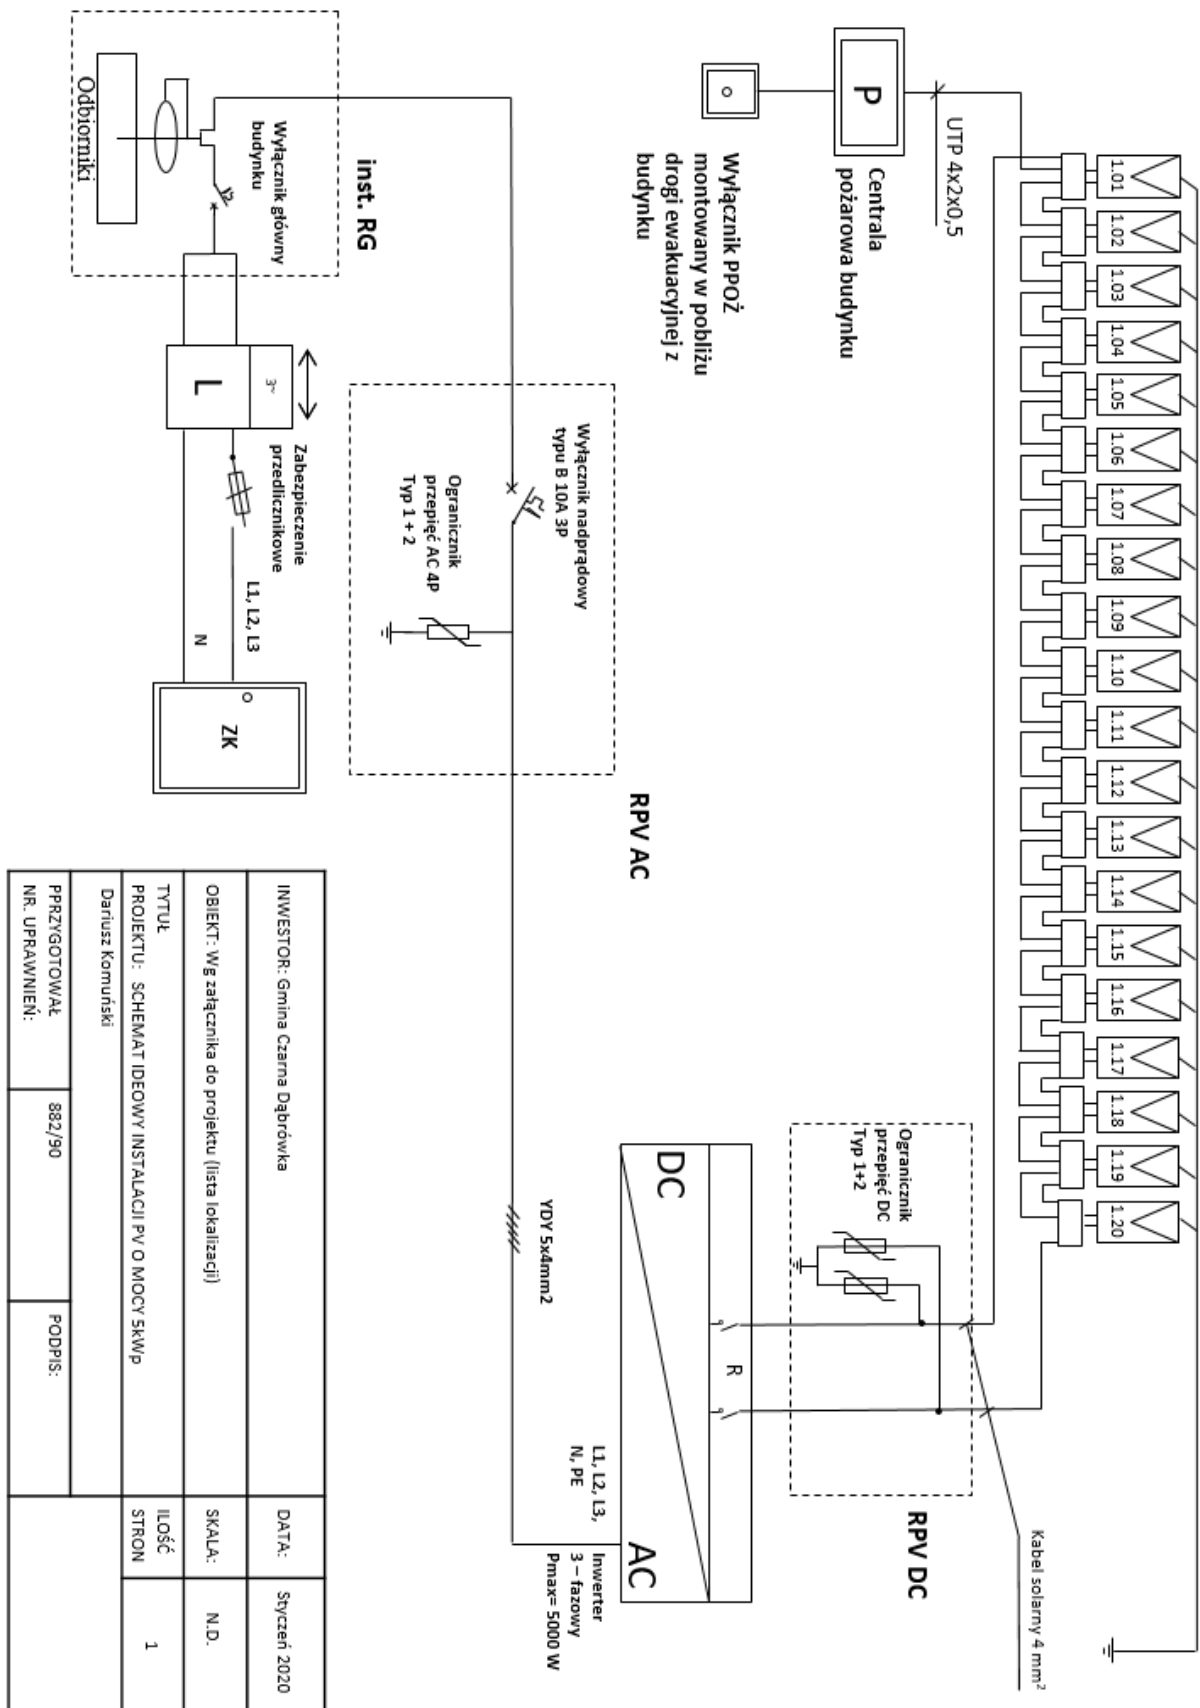 1.01
1.02
1.03
1.04
1.05
1.06
1.07
1.08
1.09
1.10
1.11
1.12
1.13
1.14
1.15
1.16
1.17
1.18
1.19
1.20
UTP 4x2x0,5
P
Centrala
pożarowa budynku
Wyłącznik PPOŻ
montowany w pobliżu
drogi ewakuacyjnej z
budynku
Kabel solarny 4 mm²
RPV DC
Ogranicznik
przepięć DC
Typ 1+2
R
DC
AC
L1, L2, L3,
N, PE
Inwerter
3 – fazowy
Pmax= 5000 W
YDY 5x4mm2
RPV AC
Wyłącznik nadprądowy
typu B 10A 3P
Ogranicznik
przepięć AC 4P
Typ 1 + 2
inst. RG
Wyłącznik główny
budynku
Odbiorniki
3~
L
Zabezpieczenie
przedlicznikowe
L1, L2, L3
N
ZK
INWESTOR: Gmina Czarna Dąbrówka
DATA:
Styczeń 2020
OBIEKT: Wg załącznika do projektu (lista lokalizacji)
SKALA:
N.D.
TYTUŁ
PROJEKTU: SCHEMAT IDEOWY INSTALACJI PV O MOCY 5kWp
ILOŚĆ
STRON
1
Dariusz Komuński
PPRZYGOTOWAŁ
NR. UPRAWNIEŃ:
882/90
PODPIS: